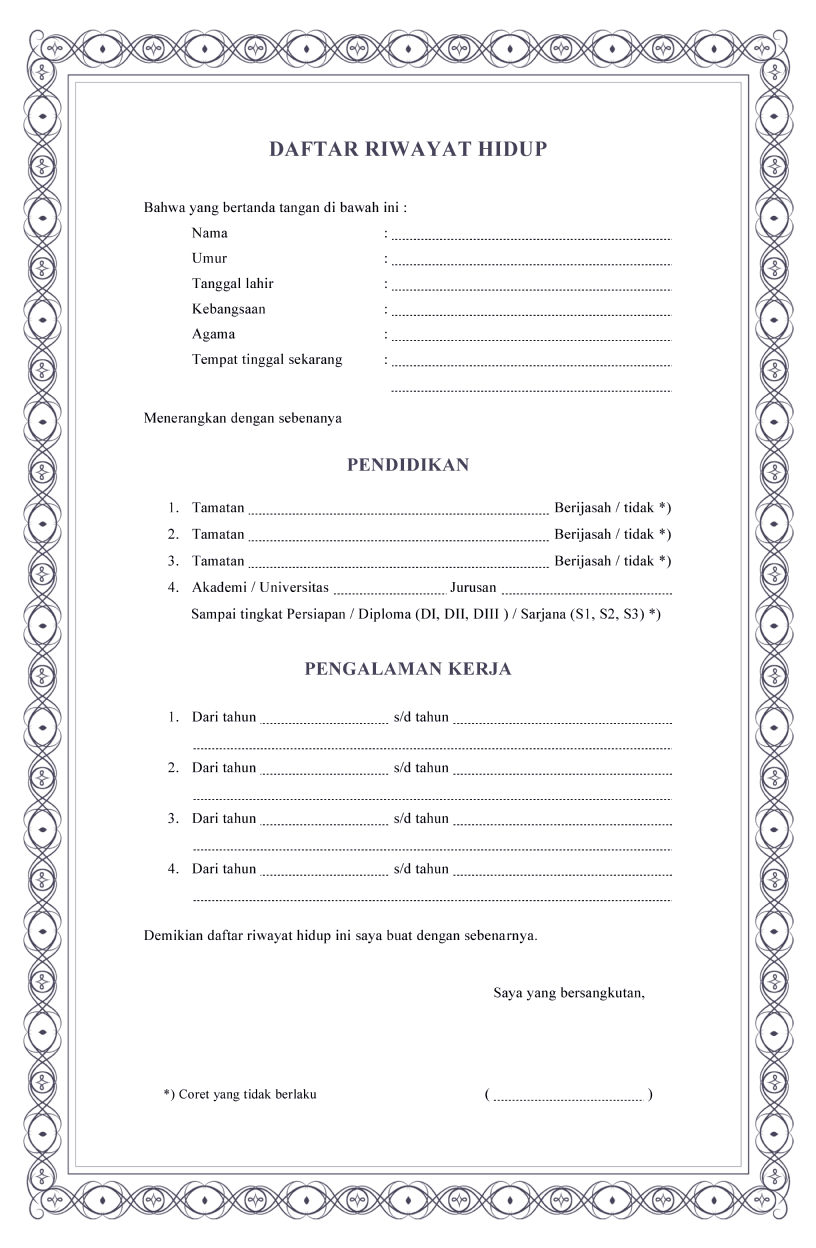 DAFTAR RIWAYAT HIDUP
Bahwa yang bertanda tangan di bawah ini :
Nama :
Umur :
Tanggal lahir :
Kebangsaan :
Agama :
Tempat tinggal sekarang :
Menerangkan dengan sebenanya
PENDIDIKAN
1. Tamatan Berijasah / tidak *)
2. Tamatan Berijasah / tidak *)
3. Tamatan Berijasah / tidak *)
4. Akademi / Universitas Jurusan
Sampai tingkat Persiapan / Diploma (DI, DII, DIII ) / Sarjana (S1, S2, S3) *)
PENGALAMAN KERJA
1. Dari tahun s/d tahun
2. Dari tahun s/d tahun
3. Dari tahun s/d tahun
4. Dari tahun s/d tahun
Demikian daftar riwayat hidup ini saya buat dengan sebenarnya.
Saya yang bersangkutan,
*) Coret yang tidak berlaku ( )